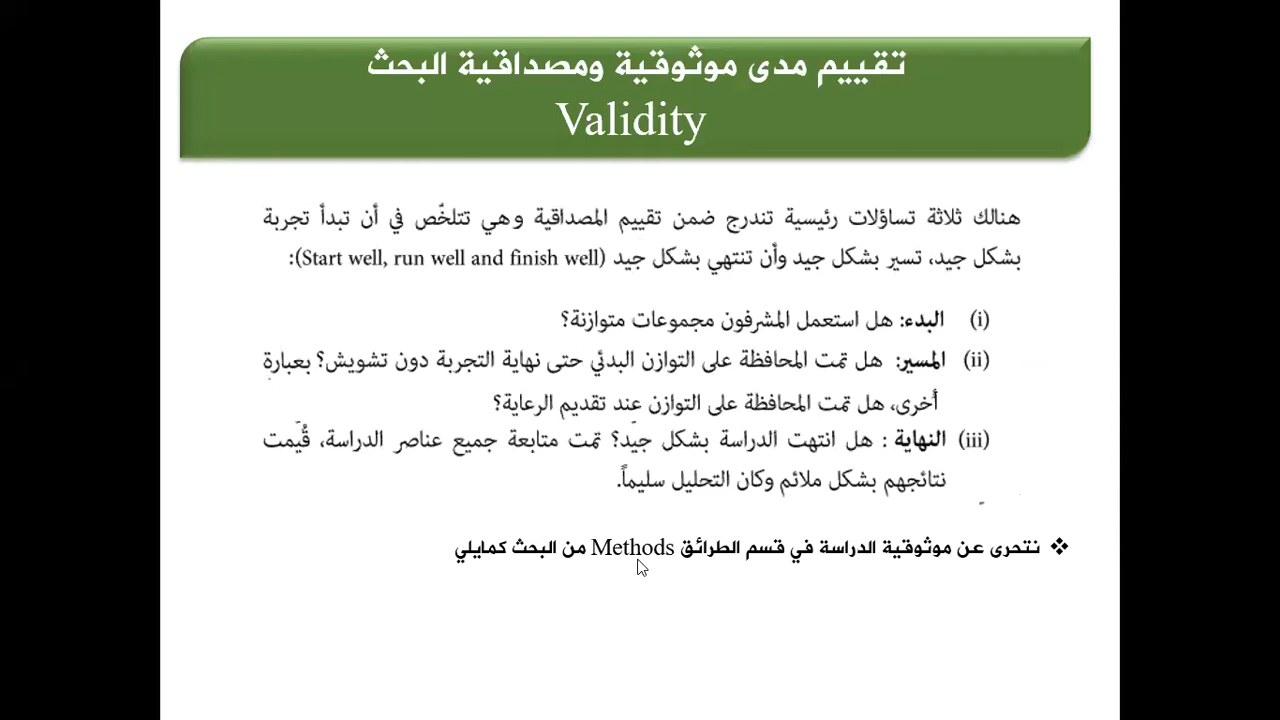 تقييم مدى موثوقية ومصداقية البحث
Validity
هنالك ثلاثة تساؤلات رئيسية تندرج ضمن تقييم المصداقية وهي تتلخّص في أن تبدأ تجربة
بشكل جيد، تسير بشكل جيد وأن تنتهي بشكل جيد (Start well, run well and finish well):
(i) البدء: هل استعمل المشرفون مجموعات متوازنة؟
(ii) المسير: هل تمت المحافظة على التوازن البدئي حتى نهاية التجربة دون تشويش؟ بعبارة
أخرى، هل تمت المحافظة على التوازن عند تقديم الرعاية؟
(iii) النهاية : هل انتهت الدراسة بشكل جيّد؟ تمت متابعة جميع عناصر الدراسة، قُيّمت
نتائجهم بشكل ملائم وكان التحليل سليماً.
❖ نتحرى عن موثوقية الدراسة في قسم الطرائق Methods من البحث كمايلي